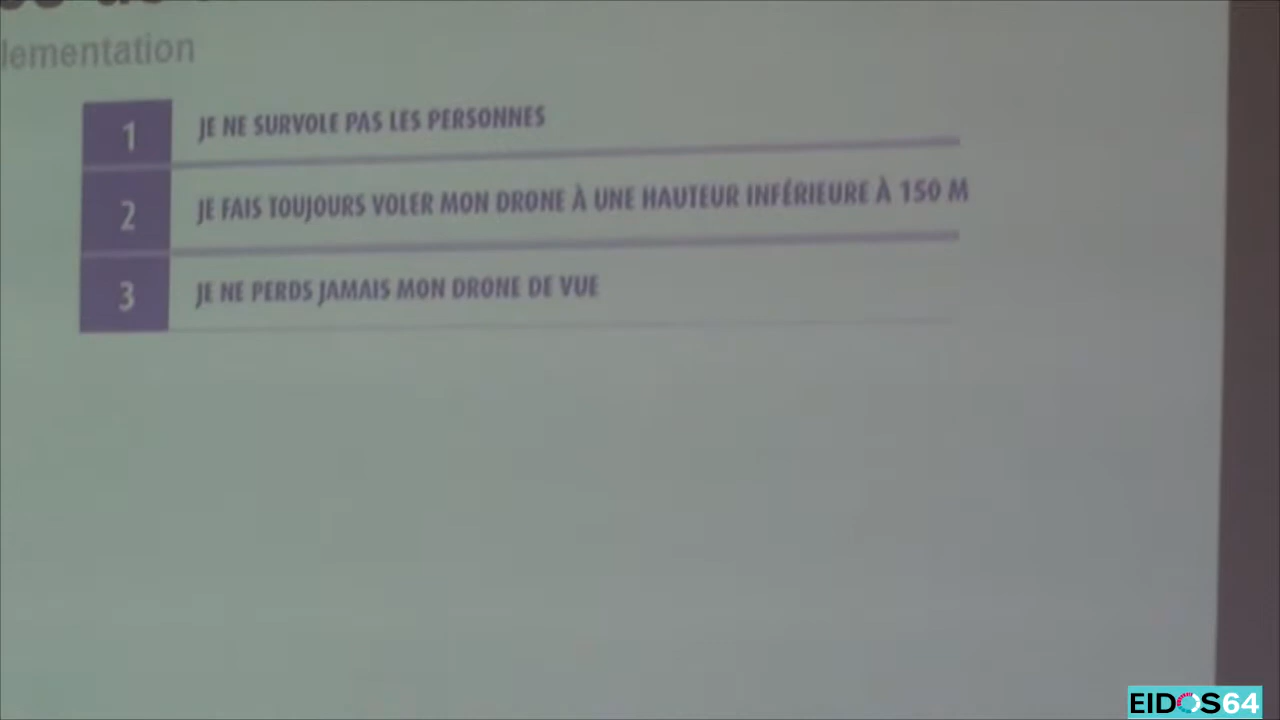 lementation
1 JE NE SURVOLE PAS LES PERSONNES
2 JE FAIS TOUJOURS VOLER MON DRONE À UNE HAUTEUR INFÉRIEURE À 150 M
3 JE NE PERDS JAMAIS MON DRONE DE VUE
EIDOS64